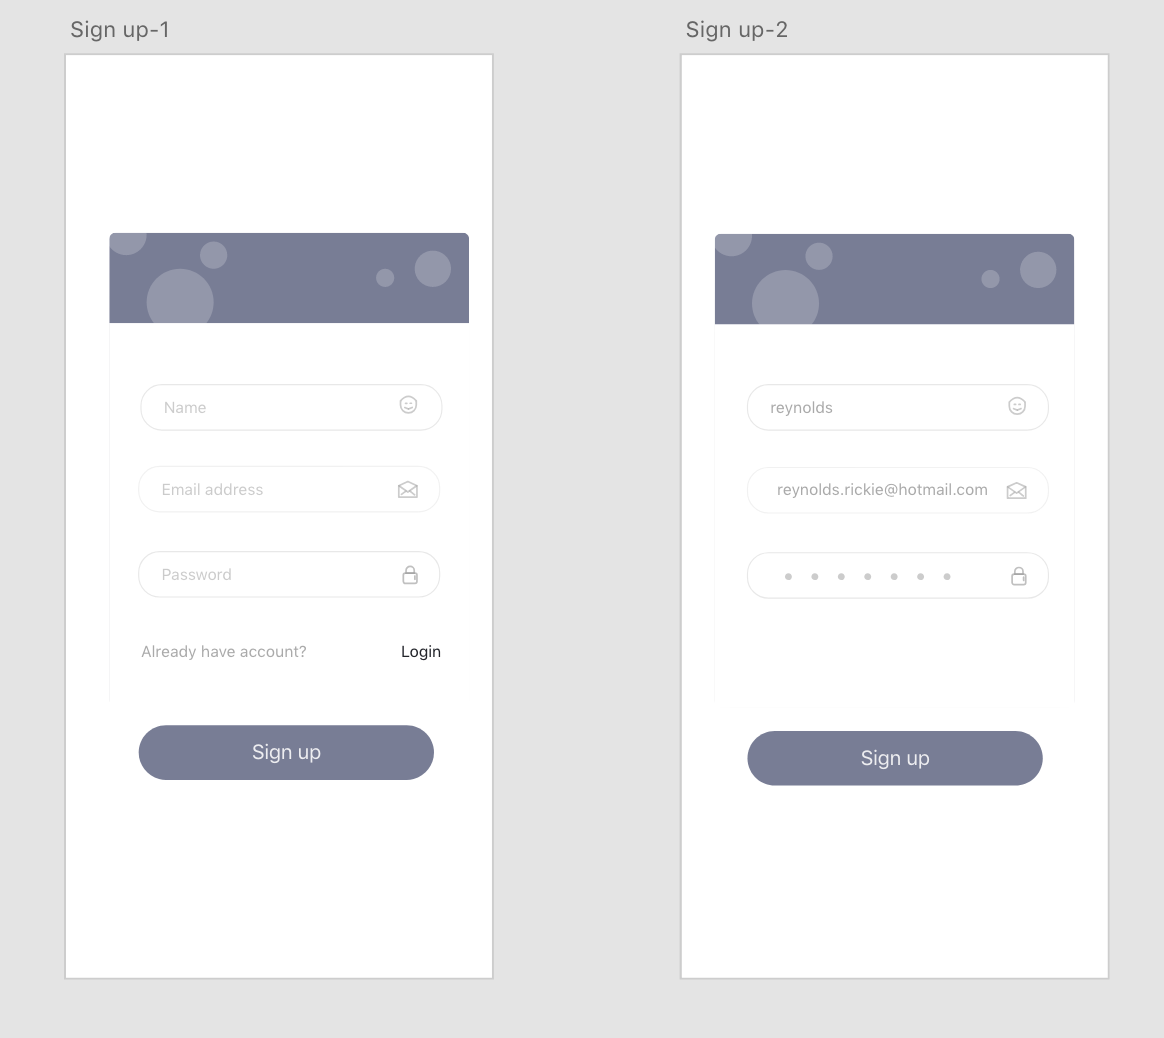 Sign up-1
Name
Email address
Password
Already have account? Login
Sign up
Sign up-2
reynolds
reynolds.rickie@hotmail.com
Sign up